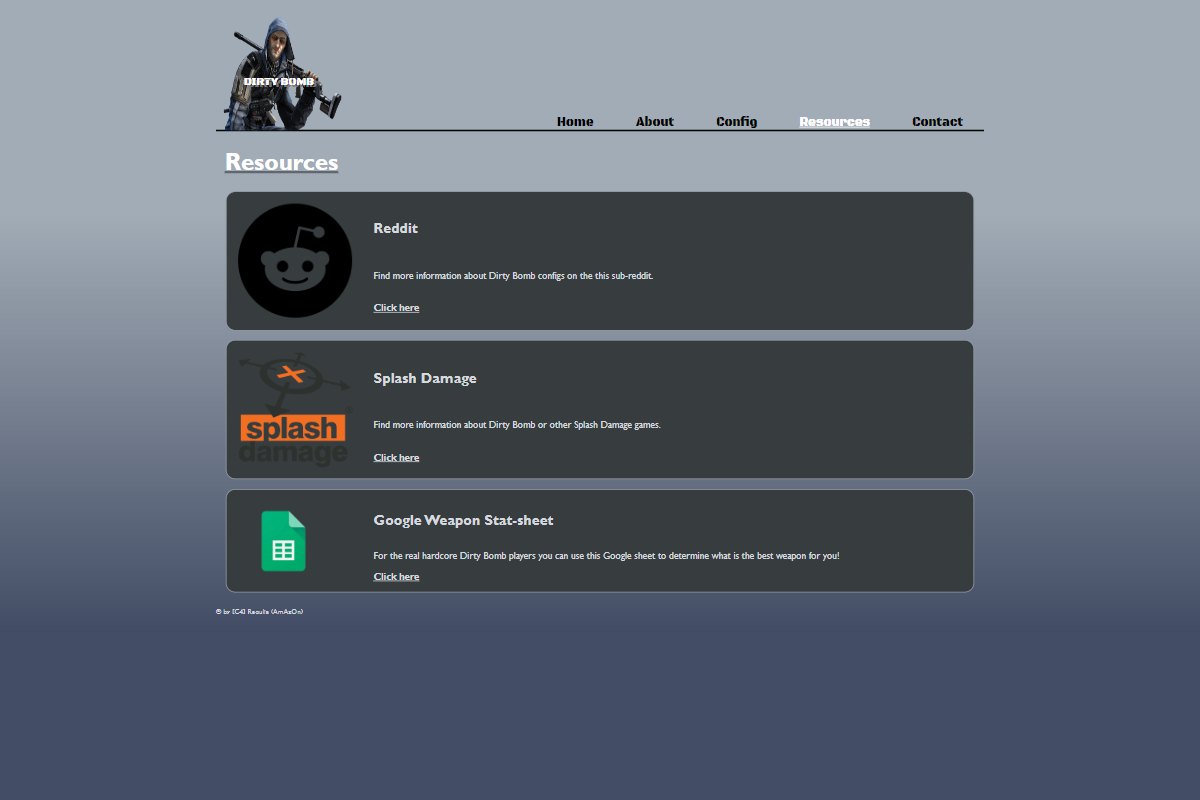 DIRTY BOMB
Home About Config Resources Contact
Resources
Reddit
Find more information about Dirty Bomb configs on the this sub-reddit.
Click here
splash
damage
Splash Damage
Find more information about Dirty Bomb or other Splash Damage games.
Click here
Google Weapon Stat-sheet
For the real hardcore Dirty Bomb players you can use this Google sheet to determine what is the best weapon for you!
Click here
© by [C4] Results (AmAzOn)